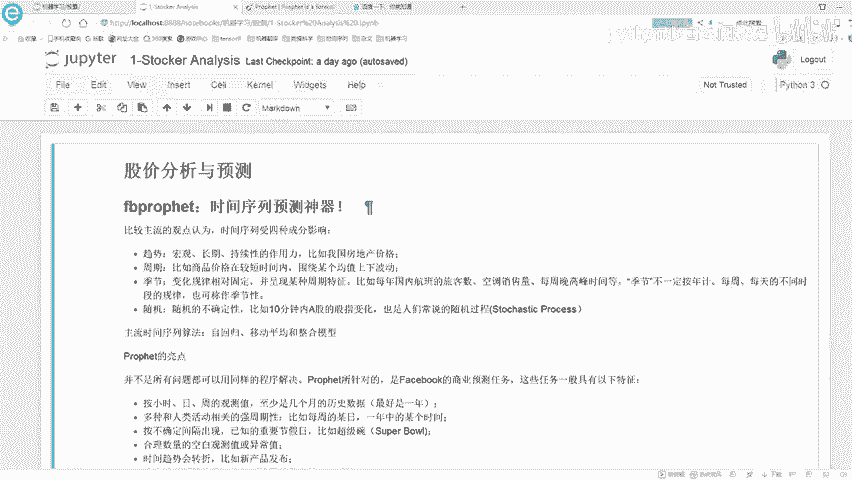 1-Stocker Analysis
http://localhost:8888/notebooks/机器学习/股票/1-Stocker%20Analysis%20.ipynb
jupyter 1-Stocker Analysis Last Checkpoint: a day ago (autosaved)
Logout
File Edit View Insert Cell Kernel Widgets Help
Not Trusted
Python 3
Markdown
股价分析与预测
fbprophet：时间序列预测神器！ ¶
比较主流的观点认为，时间序列受四种成分影响：
趋势：宏观、长期、持续性的作用力，比如我国房地产价格；
周期：比如商品价格在较短时间内，围绕某个均值上下波动；
季节：变化规律相对固定，并呈现某种周期特征。比如每年国内航班的旅客数、空调销售量、每周晚高峰时间等。“季节”不一定按年计。每周、每天的不同时
段的规律，也可称作季节性。
随机：随机的不确定性，比如10分钟内A股的股指变化，也是人们常说的随机过程(Stochastic Process）
主流时间序列算法：自回归、移动平均和整合模型
Prophet的亮点
并不是所有问题都可以用同样的程序解决。Prophet所针对的，是Facebook的商业预测任务，这些任务一般具有以下特征：
按小时、日、周的观测值，至少是几个月的历史数据（最好是一年）；
多种和人类活动相关的强周期性：比如每周的某日，一年中的某个时间；
按不确定间隔出现，已知的重要节假日，比如超级碗（Super Bowl);
合理数量的空白观测值或异常值；
时间趋势会转折，比如新产品发布；